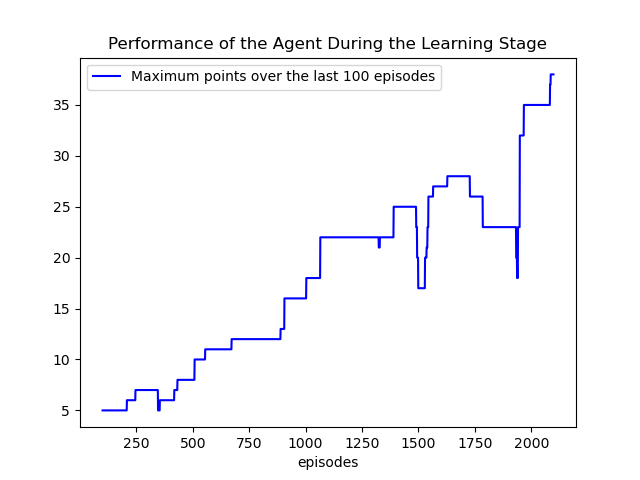 Performance of the Agent During the Learning Stage
Maximum points over the last 100 episodes
35
30
25
20
15
10
5
250 500 750 1000 1250 1500 1750 2000
episodes